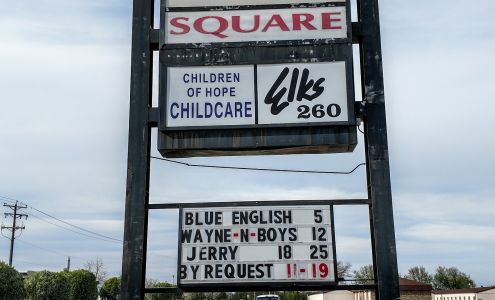 SQUARE
CHILDREN
OF HOPE
CHILDCARE
Elks
260
BLUE ENGLISH 5
WAYNE-N-BOYS 12
JERRY 18 25
BY REQUEST 11-19